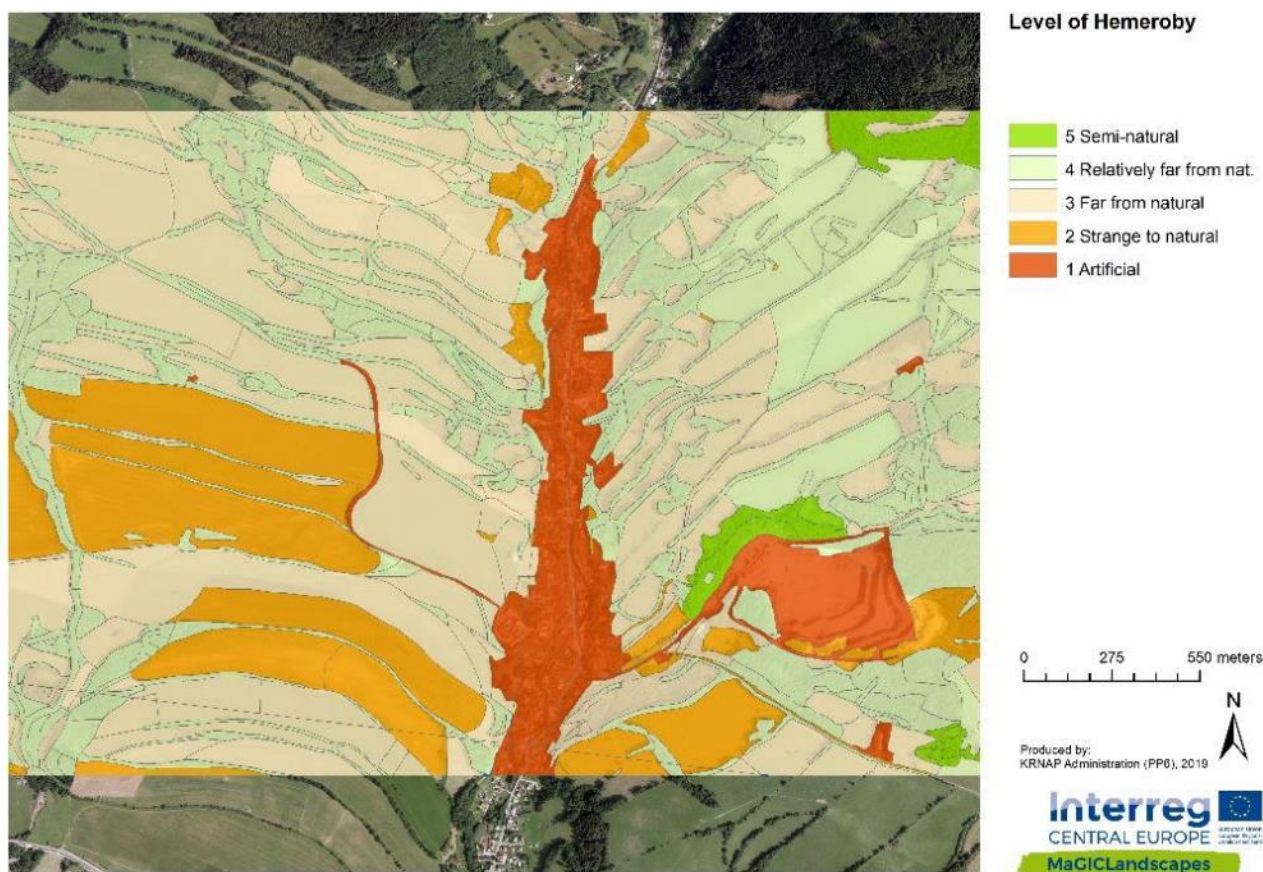 Level of Hemeroby
5 Semi-natural
4 Relatively far from nat.
3 Far from natural
2 Strange to natural
1 Artificial
0 275 550 meters
N
Produced by:
KRNAP Administration (PP6), 2019
Interreg
CENTRAL EUROPE
MaGICLandscapes